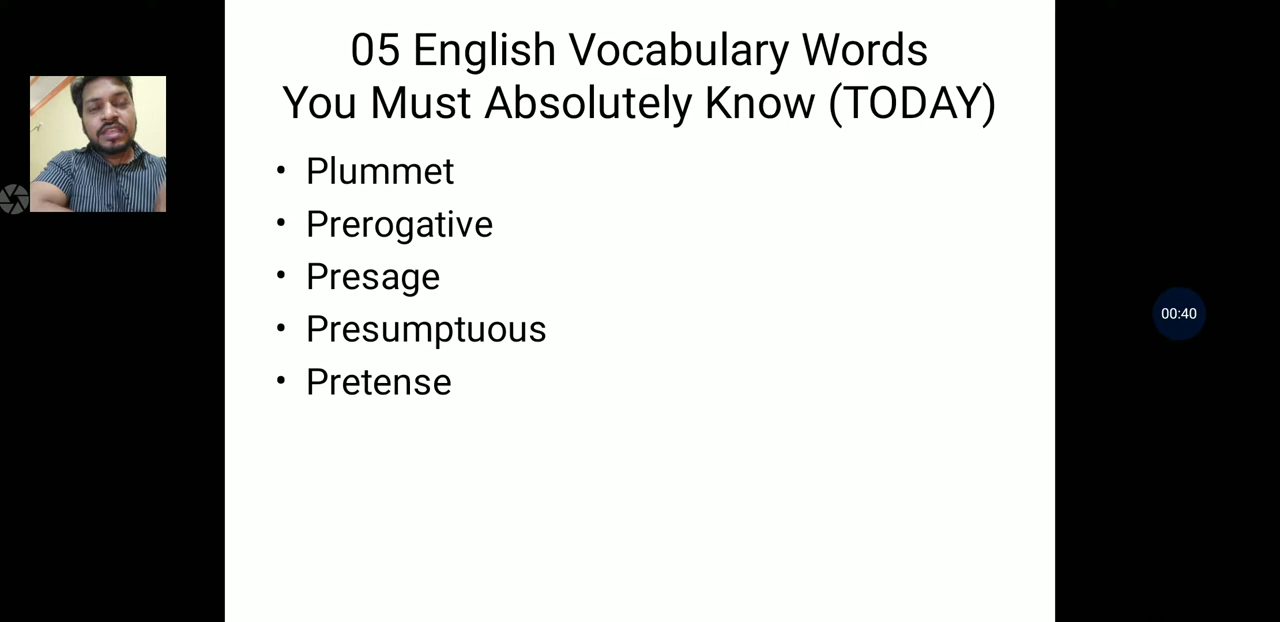 05 English Vocabulary Words
You Must Absolutely Know (TODAY)
• Plummet
• Prerogative
• Presage
• Presumptuous
• Pretense
00:40